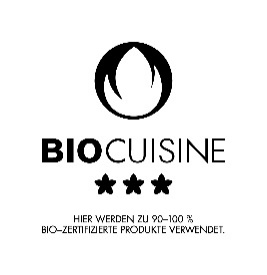 BIOCUISINE
HIER WERDEN ZU 90–100 %
BIO–ZERTIFIZIERTE PRODUKTE VERWENDET.